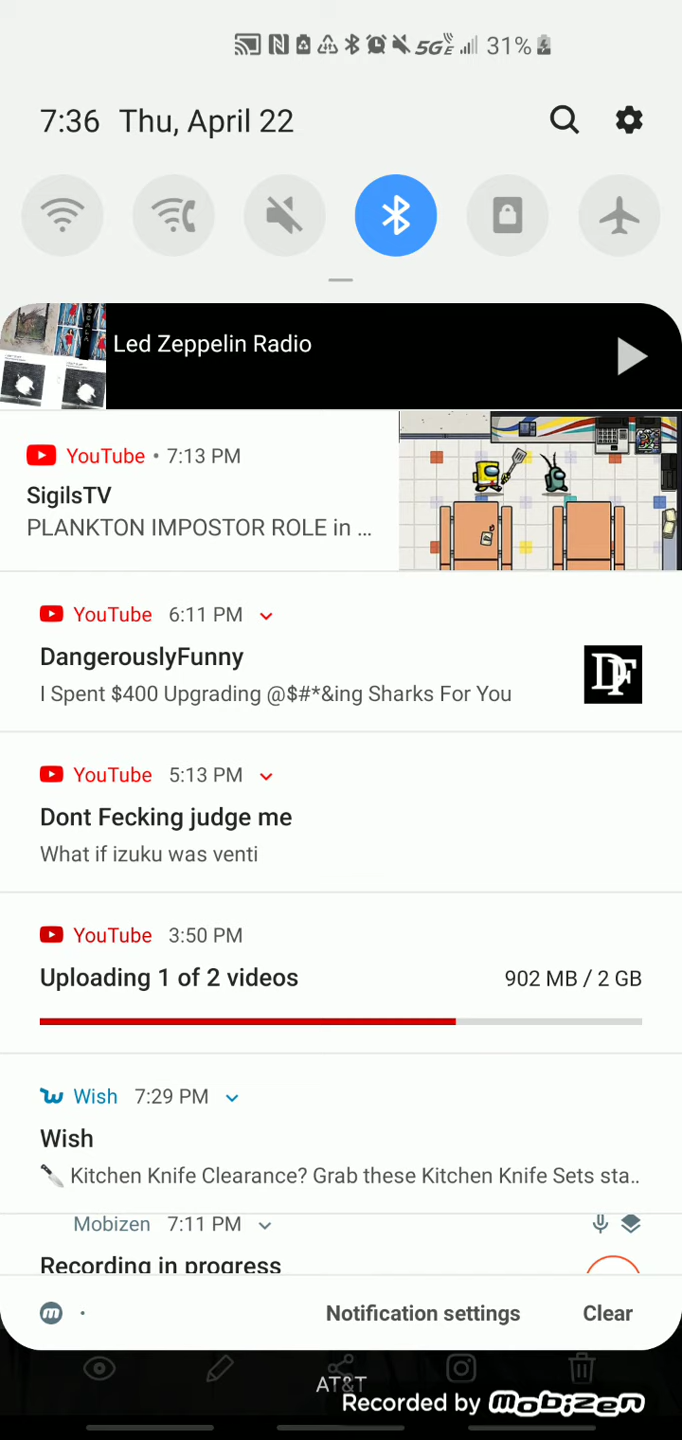 5GE 31%
7:36 Thu, April 22
Led Zeppelin Radio
YouTube • 7:13 PM
SigilsTV
PLANKTON IMPOSTOR ROLE in ...
YouTube 6:11 PM
DangerouslyFunny
DF
I Spent $400 Upgrading @$#*&ing Sharks For You
YouTube 5:13 PM
Dont Fecking judge me
What if izuku was venti
YouTube 3:50 PM
Uploading 1 of 2 videos 902 MB / 2 GB
Wish 7:29 PM
Wish
🔪 Kitchen Knife Clearance? Grab these Kitchen Knife Sets sta..
Mobizen 7:11 PM
Recording in progress
m • Notification settings Clear
AT&T
Recorded by mobizen